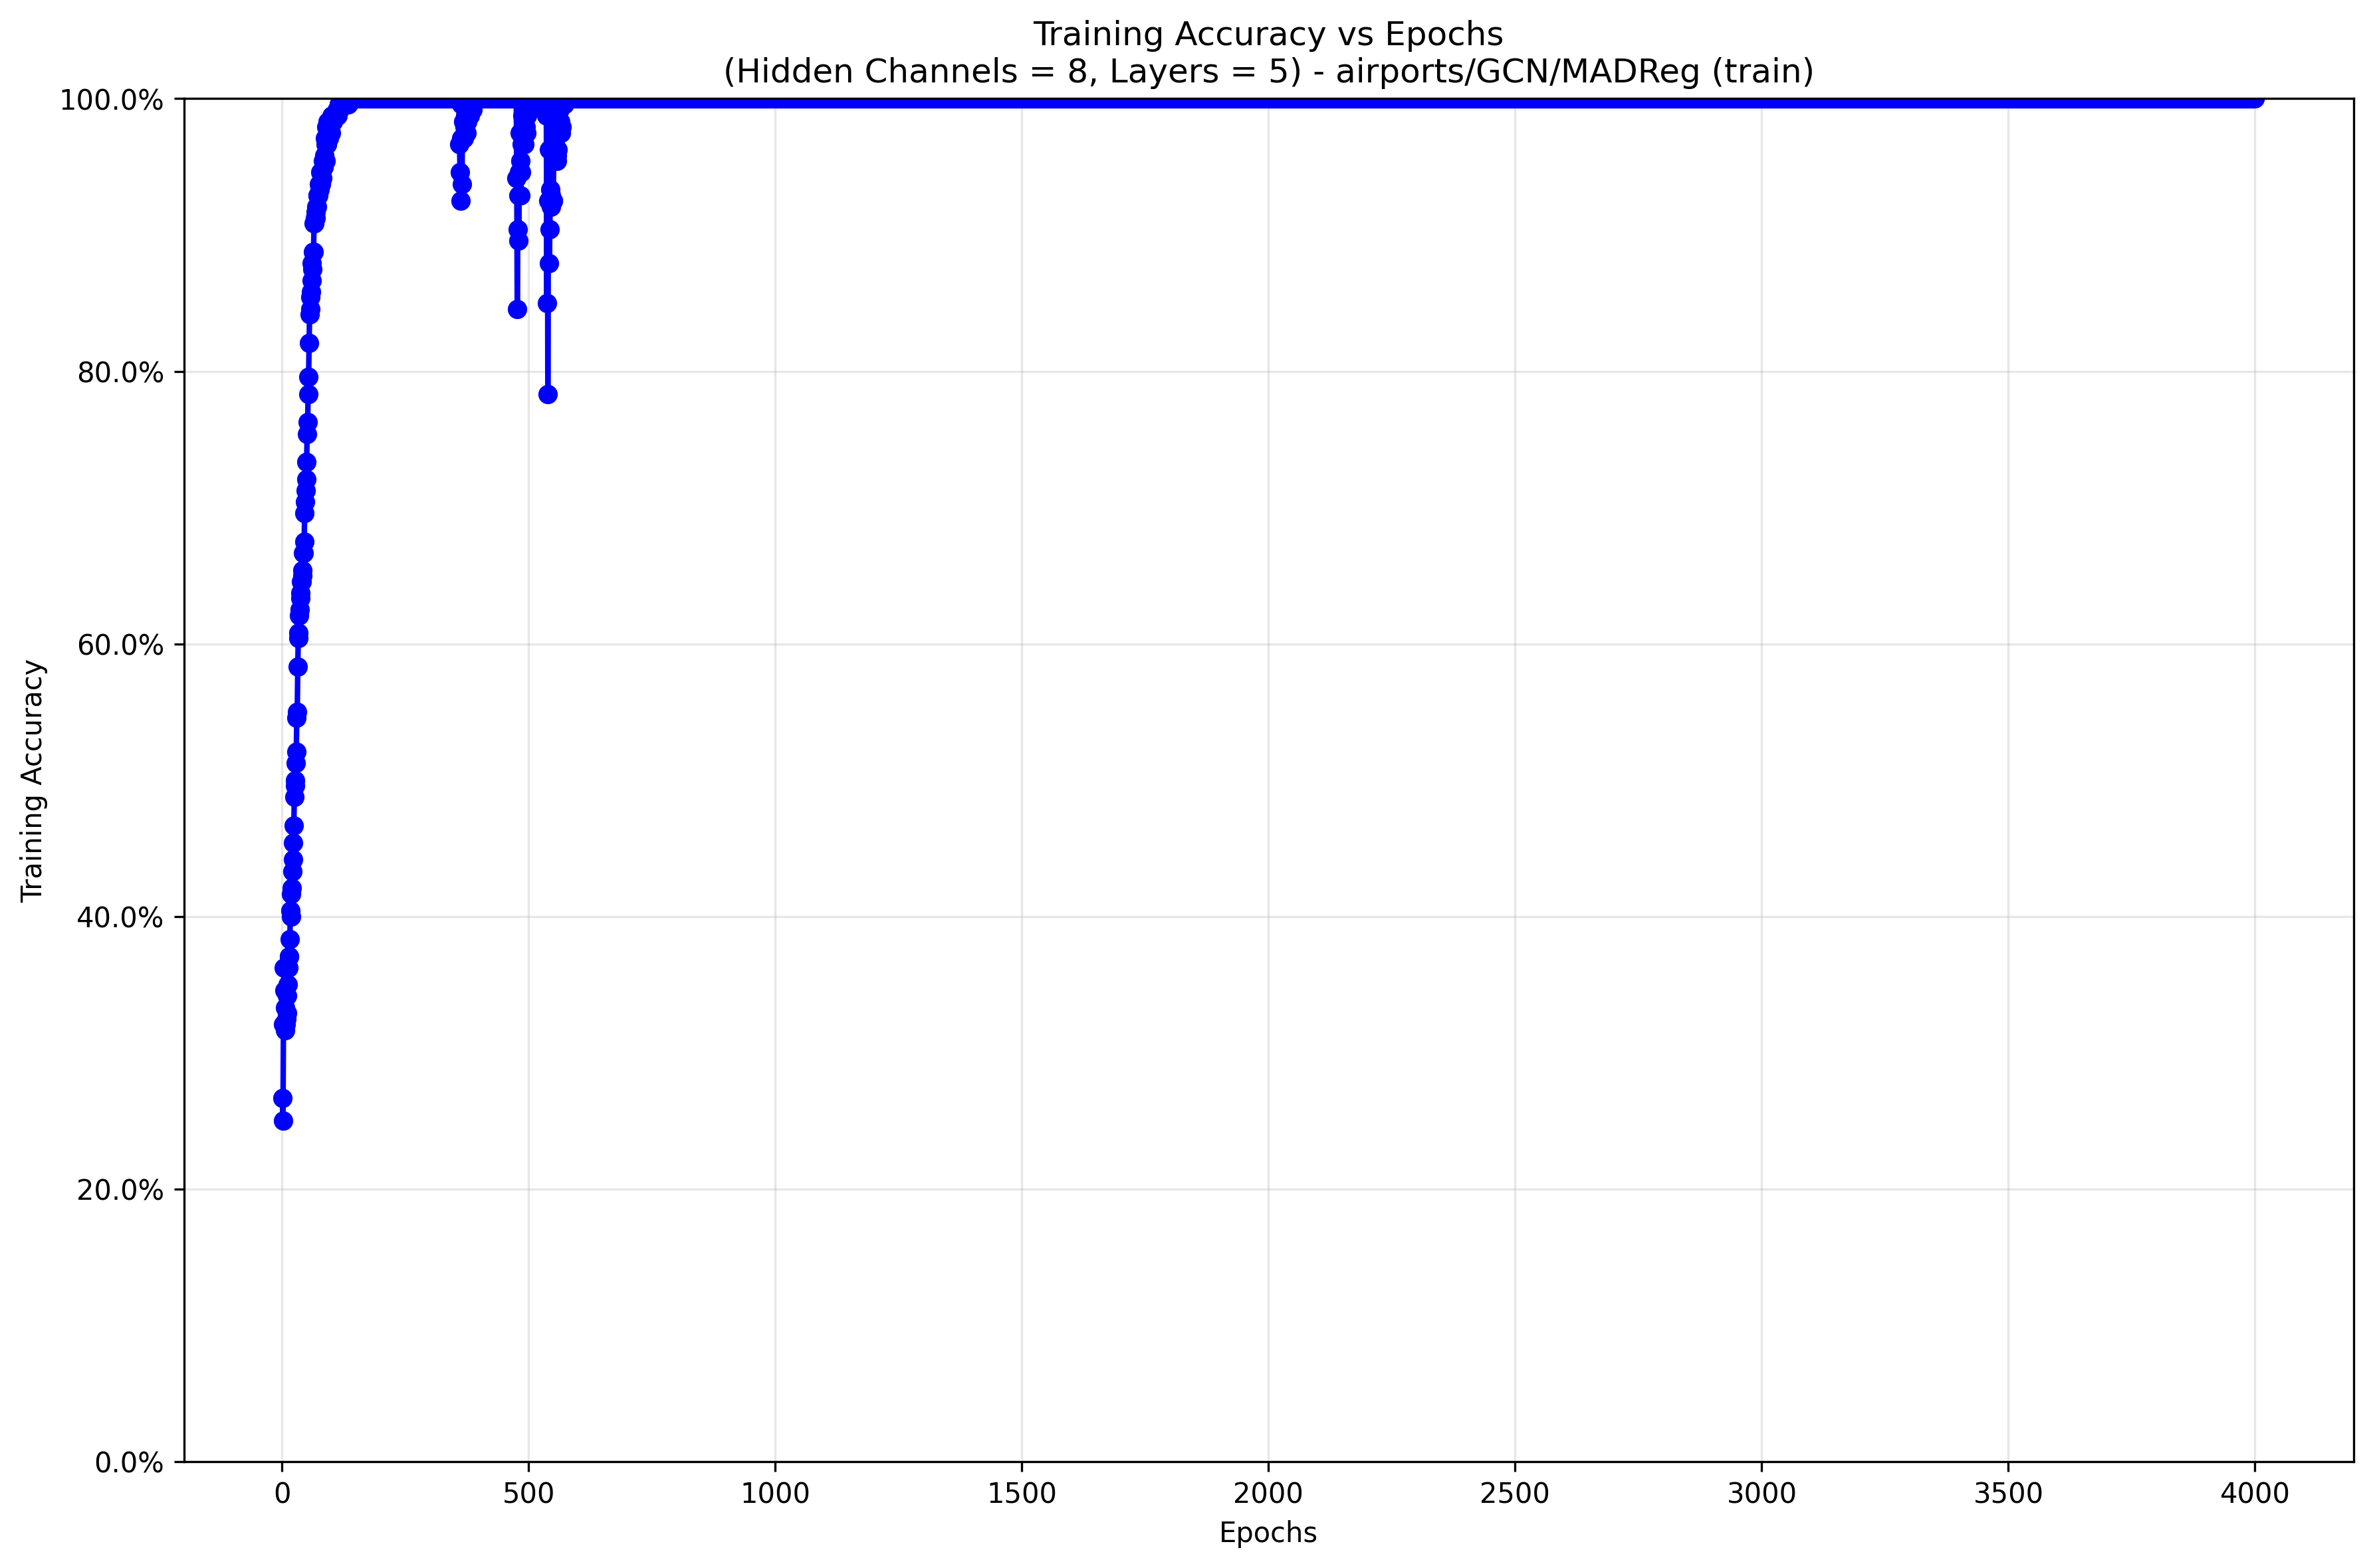 Training Accuracy vs Epochs
(Hidden Channels = 8, Layers = 5) - airports/GCN/MADReg (train)
100.0%
80.0%
60.0%
40.0%
20.0%
0.0%
Training Accuracy
0 500 1000 1500 2000 2500 3000 3500 4000
Epochs